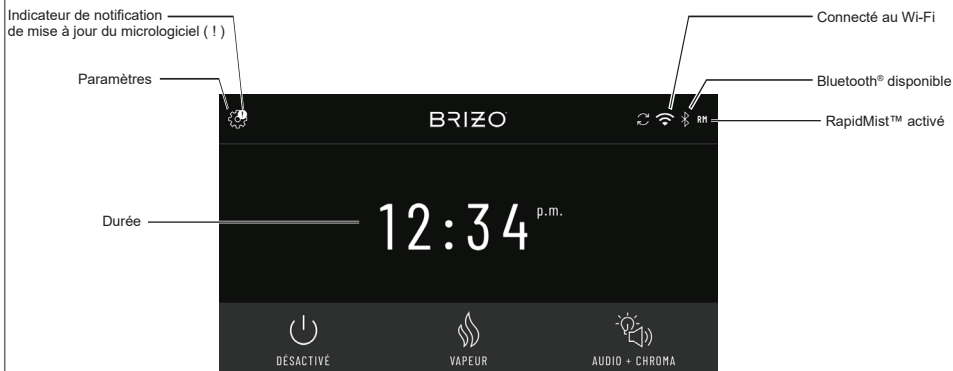 Indicateur de notification
de mise à jour du micrologiciel ( ! )
Connecté au Wi-Fi
Paramètres
Bluetooth® disponible
!
BRIZO
RM
RapidMist™ activé
Durée
12:34 p.m.
DÉSACTIVÉ
VAPEUR
AUDIO + CHROMA